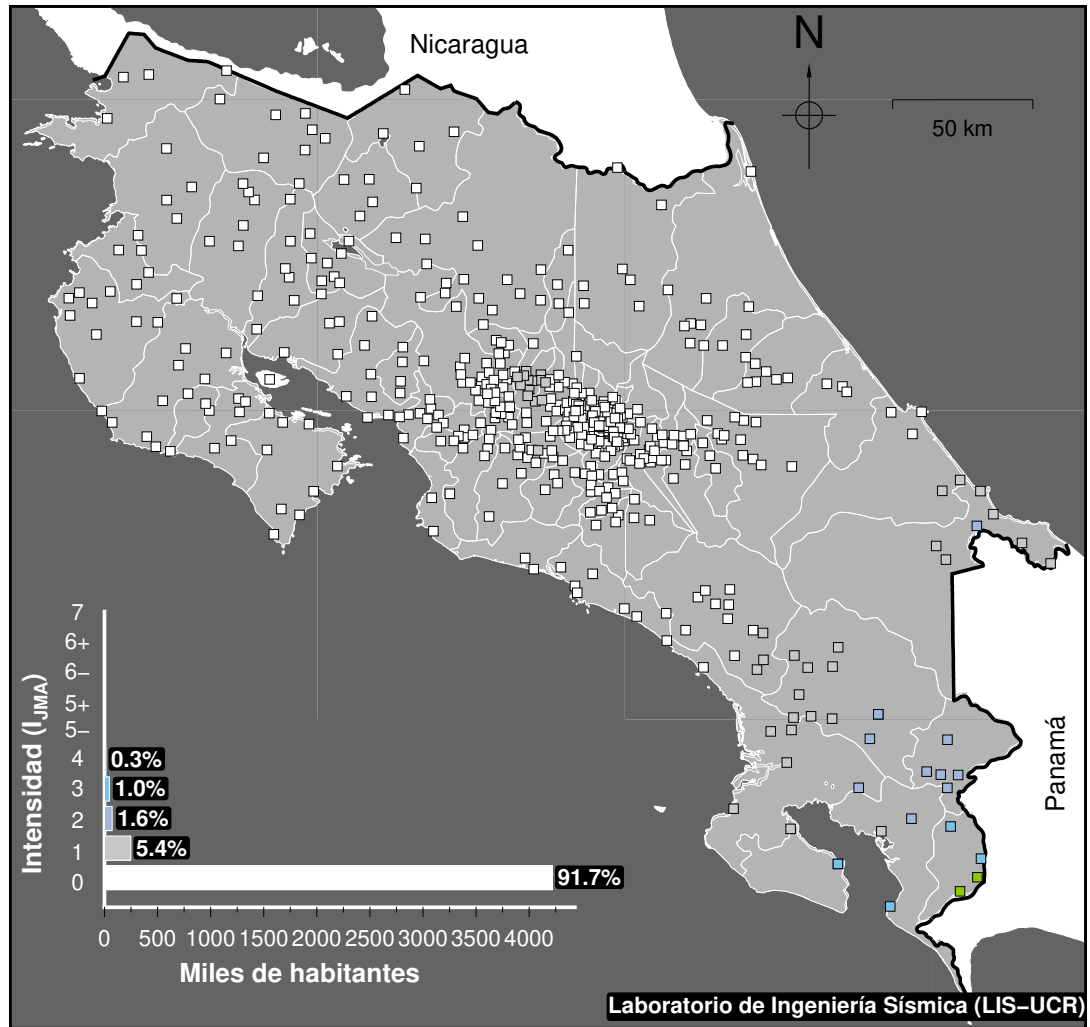 Nicaragua
N
50 km
Panamá
Intensidad (IJMA)
7
6+
6–
5+
5–
4
3
2
1
0
0.3%
1.0%
1.6%
5.4%
91.7%
0 500 1000 1500 2000 2500 3000 3500 4000
Miles de habitantes
Laboratorio de Ingeniería Sísmica (LIS–UCR)